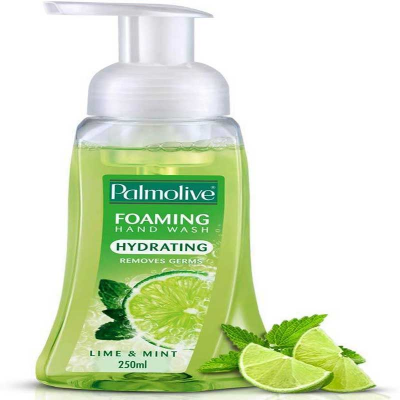 Palmolive
FOAMING
HAND WASH
HYDRATING
REMOVES GERMS
LIME & MINT
250ml